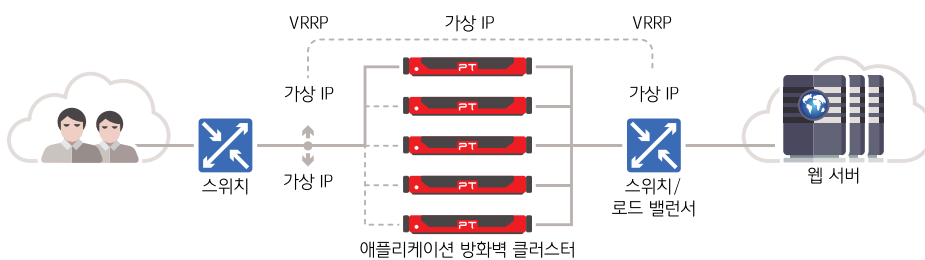 VRRP
가상 IP
VRRP
가상 IP
가상 IP
가상 IP
PT
PT
PT
PT
PT
스위치
스위치/
로드 밸런서
웹 서버
애플리케이션 방화벽 클러스터